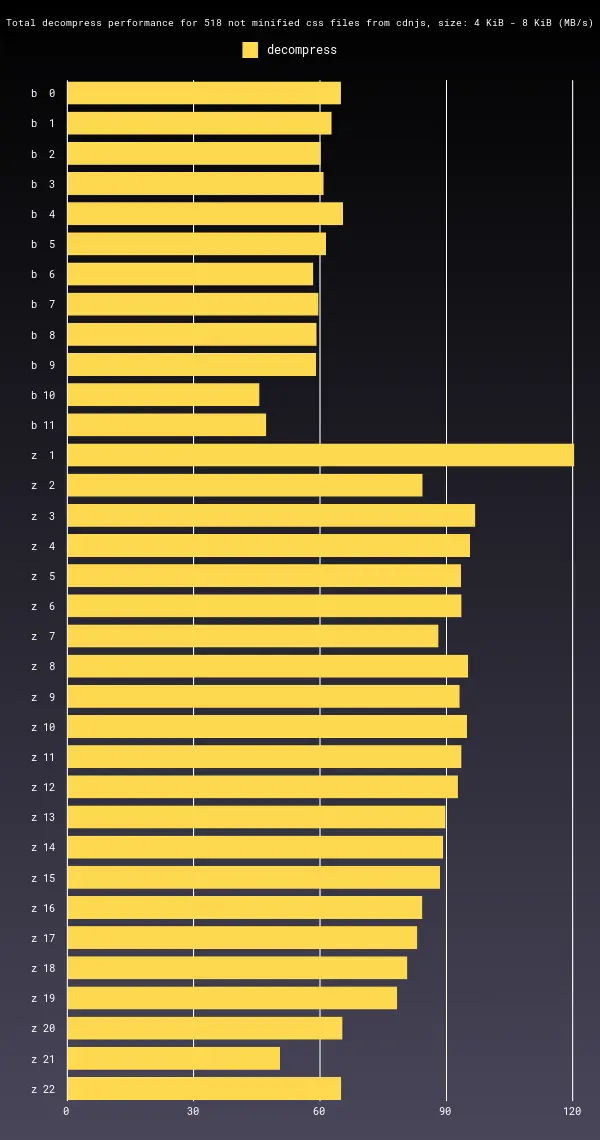 Total decompress performance for 518 not minified css files from cdnjs, size: 4 KiB - 8 KiB (MB/s)
decompress
b 0
b 1
b 2
b 3
b 4
b 5
b 6
b 7
b 8
b 9
b 10
b 11
z 1
z 2
z 3
z 4
z 5
z 6
z 7
z 8
z 9
z 10
z 11
z 12
z 13
z 14
z 15
z 16
z 17
z 18
z 19
z 20
z 21
z 22
0 30 60 90 120